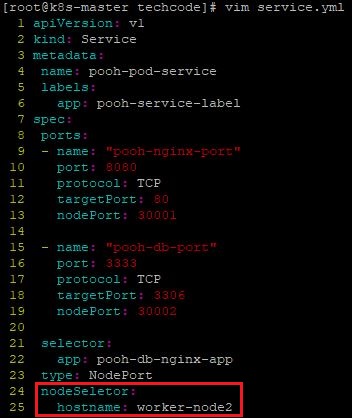 [root@k8s-master techcode]# vim service.yml
1 apiVersion: v1
2 kind: Service
3 metadata:
4   name: pooh-pod-service
5   labels:
6     app: pooh-service-label
7 spec:
8   ports:
9   - name: "pooh-nginx-port"
10     port: 8080
11     protocol: TCP
12     targetPort: 80
13     nodePort: 30001
14
15   - name: "pooh-db-port"
16     port: 3333
17     protocol: TCP
18     targetPort: 3306
19     nodePort: 30002
20
21   selector:
22     app: pooh-db-nginx-app
23   type: NodePort
24   nodeSeletor:
25     hostname: worker-node2